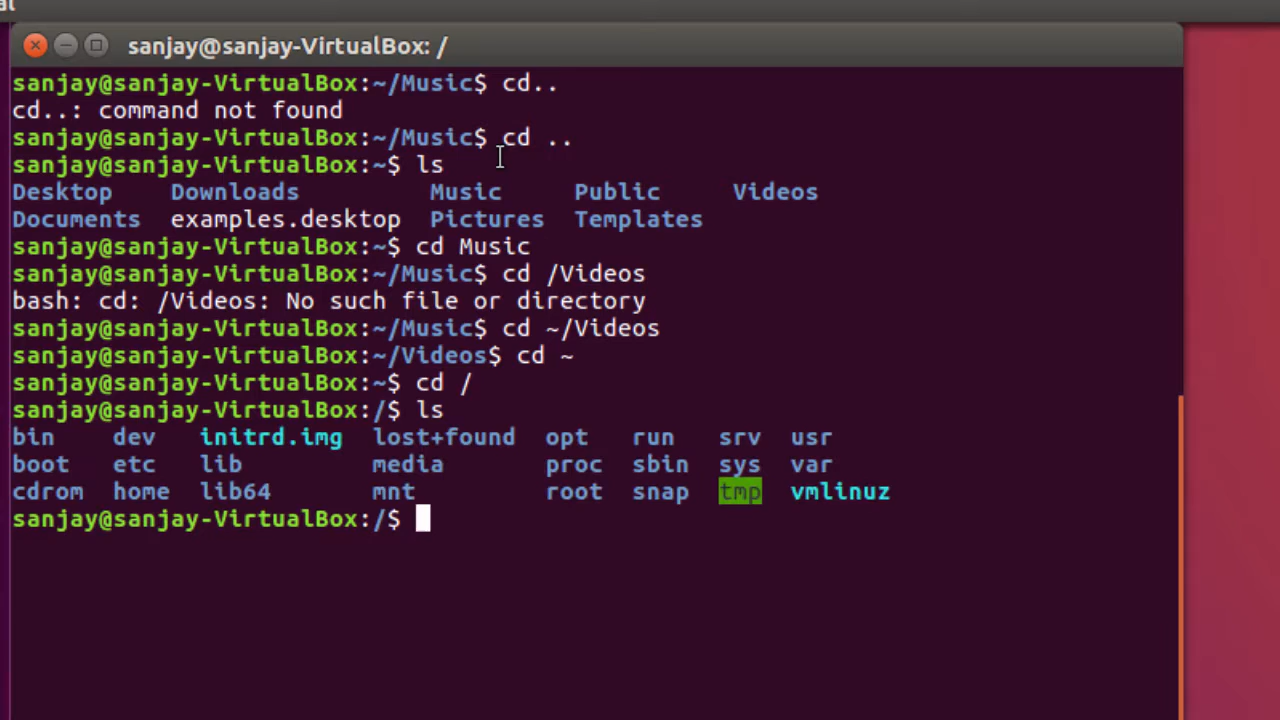 al
sanjay@sanjay-VirtualBox: /
sanjay@sanjay-VirtualBox:~/Music$ cd..
cd..: command not found
sanjay@sanjay-VirtualBox:~/Music$ cd ..
sanjay@sanjay-VirtualBox:~$ ls
Desktop Downloads Music Public Videos
Documents examples.desktop Pictures Templates
sanjay@sanjay-VirtualBox:~$ cd Music
sanjay@sanjay-VirtualBox:~/Music$ cd /Videos
bash: cd: /Videos: No such file or directory
sanjay@sanjay-VirtualBox:~/Music$ cd ~/Videos
sanjay@sanjay-VirtualBox:~/Videos$ cd ~
sanjay@sanjay-VirtualBox:~$ cd /
sanjay@sanjay-VirtualBox:/$ ls
bin dev initrd.img lost+found opt run srv usr
boot etc lib media proc sbin sys var
cdrom home lib64 mnt root snap tmp vmlinuz
sanjay@sanjay-VirtualBox:/$